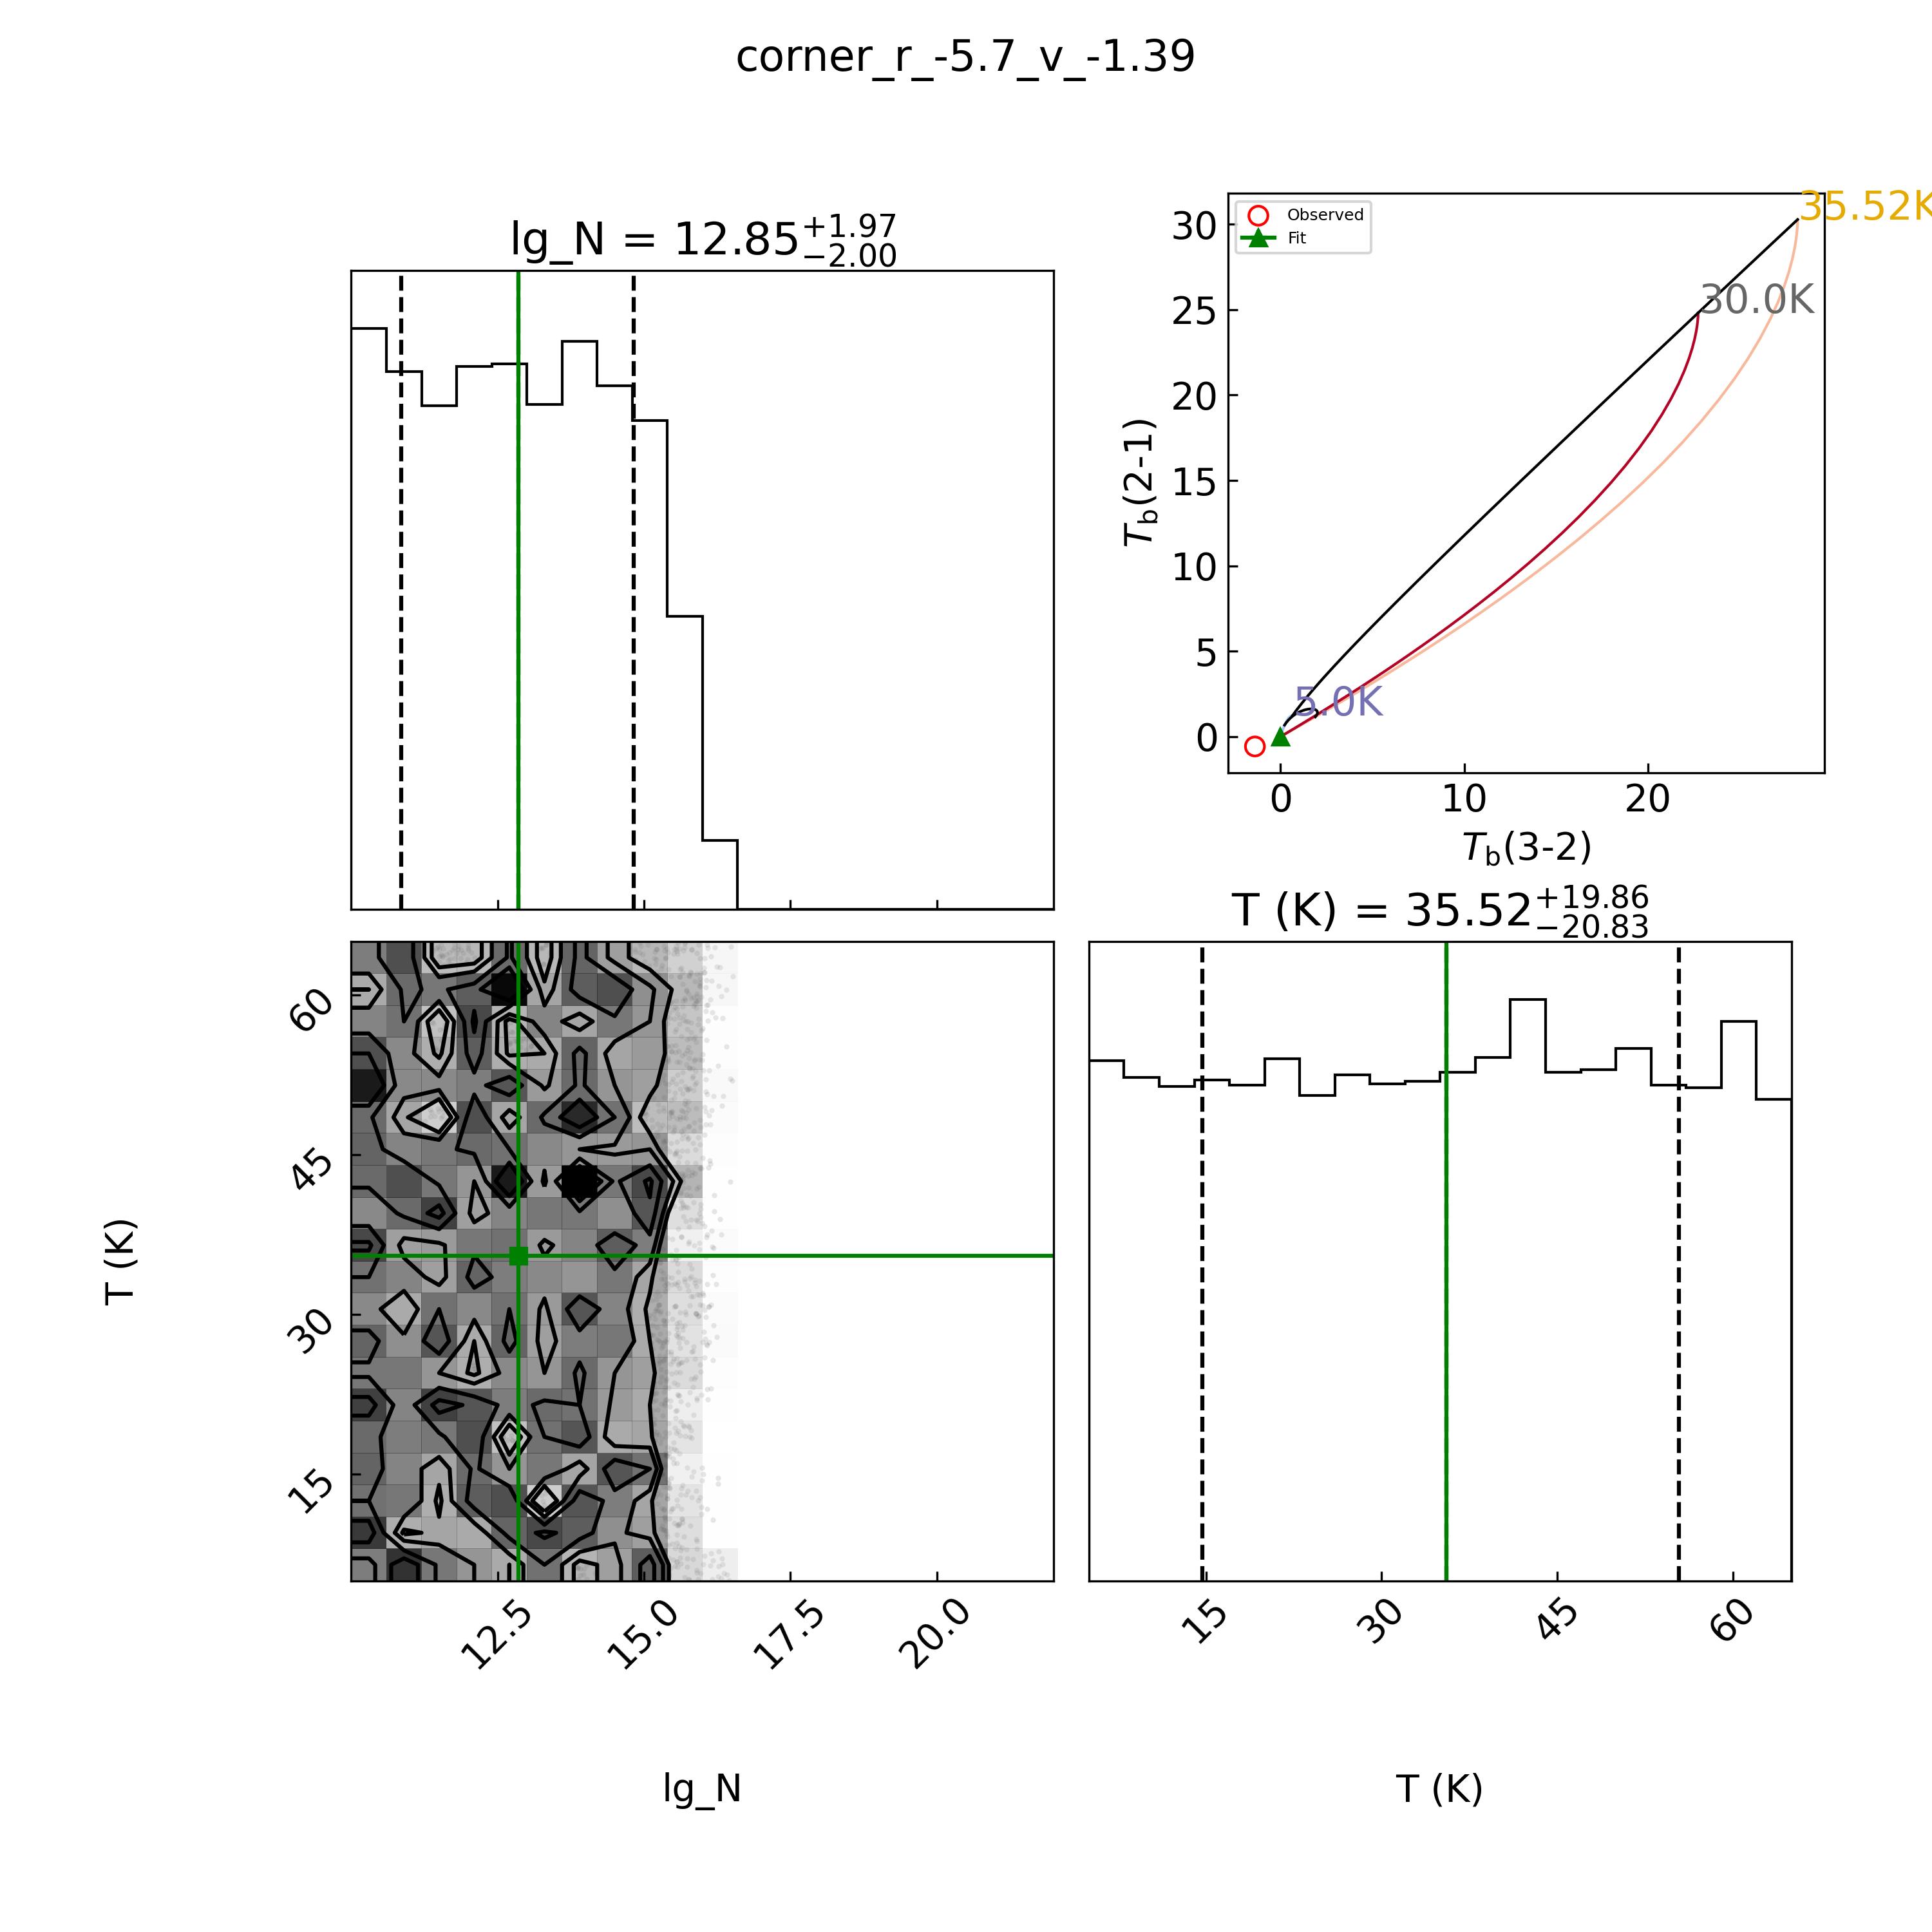 corner_r_-5.7_v_-1.39
lg_N = 12.85+1.97−2.00
35.52K
30
Observed
Fit
30.0K
25
20
15
10
5
0
5.0K
Tb(2-1)
0 10 20
Tb(3-2)
T (K) = 35.52+19.86−20.83
60
45
30
15
T (K)
12.5 15.0 17.5 20.0
15 30 45 60
lg_N
T (K)